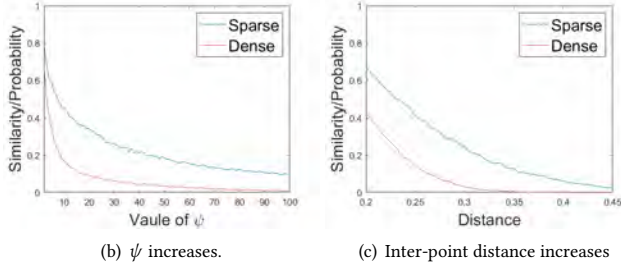 Similarity/Probability
1
0.8
0.6
0.4
0.2
0
Sparse
Dense
10 20 30 40 50 60 70 80 90 100
Vaule of ψ
(b) ψ increases.
Similarity/Probability
1
0.8
0.6
0.4
0.2
0
Sparse
Dense
0.2 0.25 0.3 0.35 0.4 0.45
Distance
(c) Inter-point distance increases